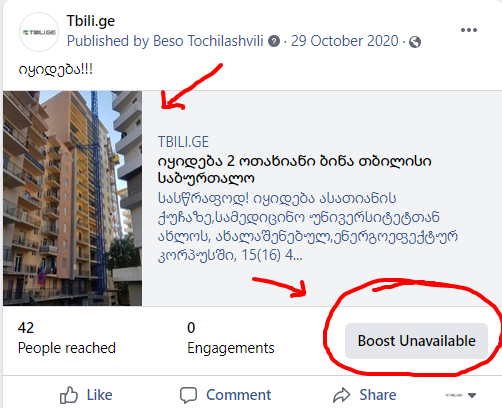 Tbili.ge
Published by Beso Tochilashvili ? · 29 October 2020 ·
იყიდება!!!
TBILI.GE
TBILI.GE
იყიდება 2 ოთახიანი ბინა თბილისი
საბურთალო
სასწრაფოდ! იყიდება ასათიანის
ქუჩაზე,სამედიცინო უნივერსიტეტთან
ახლოს, ახალაშენებულ,ენერგოეფექტურ
კორპუსში, 15(16) 4...
42
People reached
0
Engagements
Boost Unavailable
Like
Comment
Share